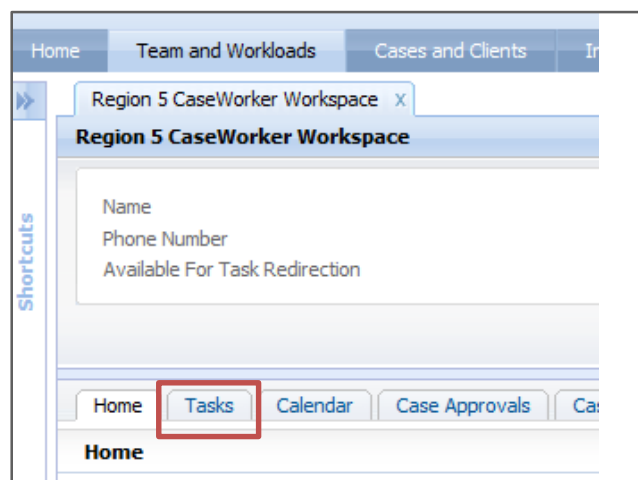 Home Team and Workloads Cases and Clients
Region 5 CaseWorker Workspace X
Region 5 CaseWorker Workspace
Name
Phone Number
Available For Task Redirection
Shortcuts
Home Tasks Calendar Case Approvals
Home